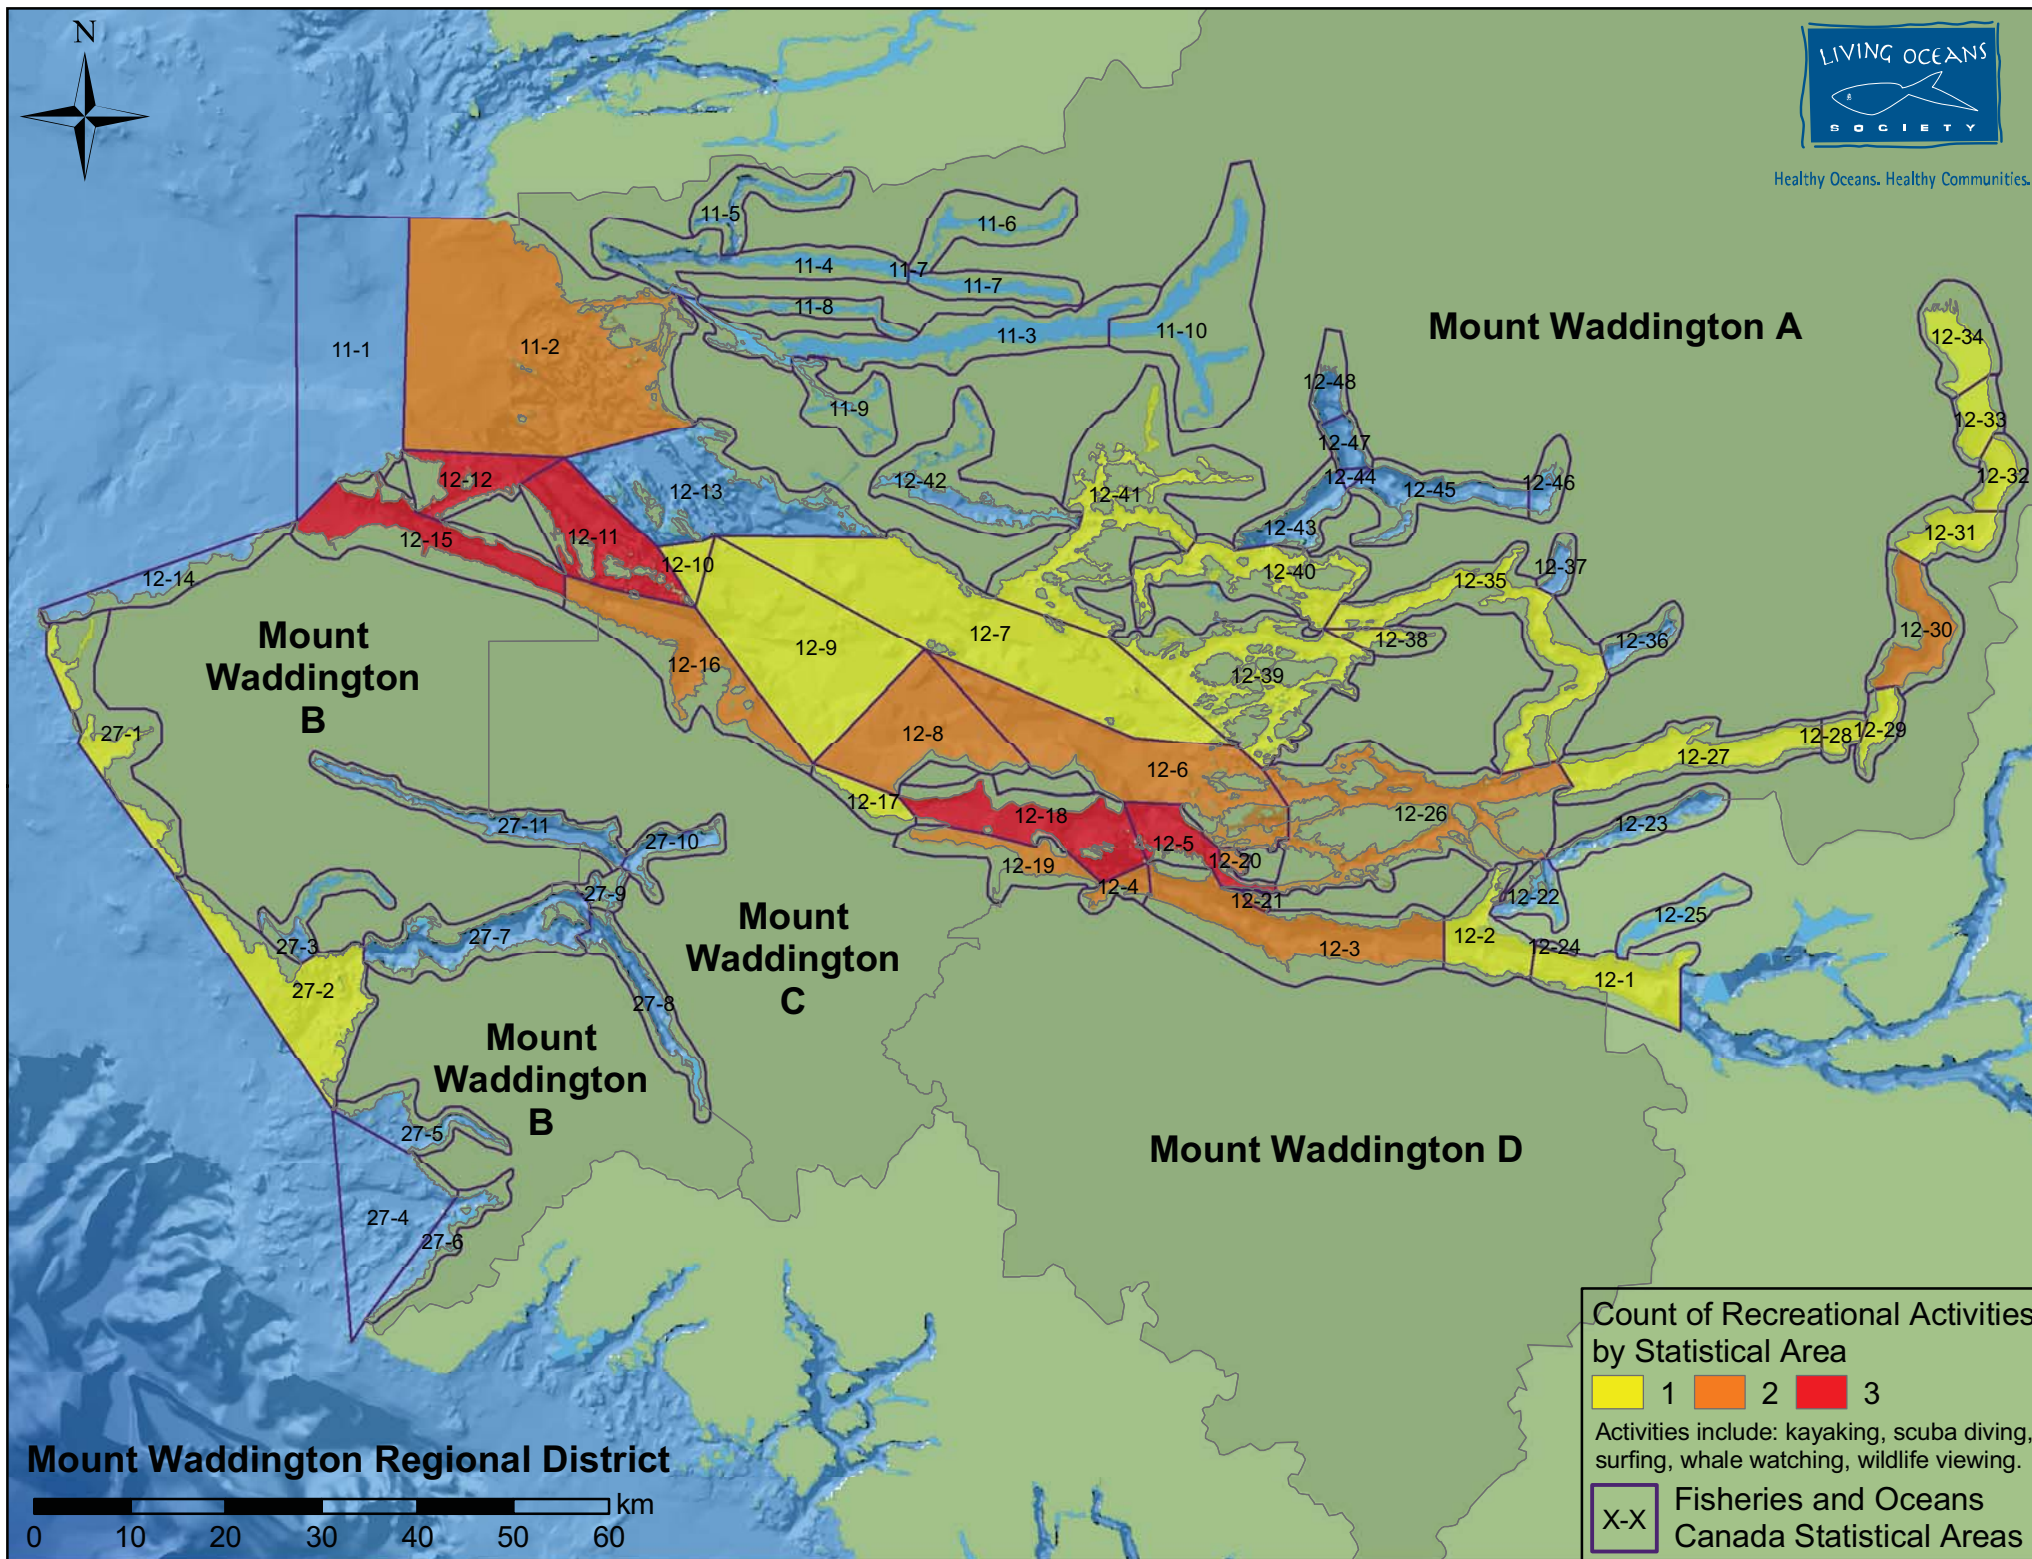 N
LIVING OCEANS
SOCIETY
Healthy Oceans. Healthy Communities.
11-5
11-6
11-4
11-7
11-7
11-8
11-3
11-10
11-1
11-2
11-9
Mount Waddington A
12-34
12-48
12-33
12-47
12-12
12-42
12-13
12-41
12-44
12-45
12-46
12-32
12-15
12-11
12-43
12-31
12-14
12-10
12-40
12-35
12-37
Mount
Waddington
B
12-9
12-7
12-38
12-36
12-30
12-16
12-39
27-1
12-8
12-6
12-28
12-29
12-27
12-17
12-18
12-26
27-11
27-10
12-5
12-23
12-19
12-20
12-4
27-9
12-21
12-22
12-25
27-3
27-7
Mount
Waddington
C
12-3
12-2
12-24
12-1
27-2
27-8
Mount
Waddington
B
27-5
Mount Waddington D
27-4
27-6
Count of Recreational Activities
by Statistical Area
1 2 3
Activities include: kayaking, scuba diving,
surfing, whale watching, wildlife viewing.
X-X
Fisheries and Oceans
Canada Statistical Areas
Mount Waddington Regional District
km
0 10 20 30 40 50 60